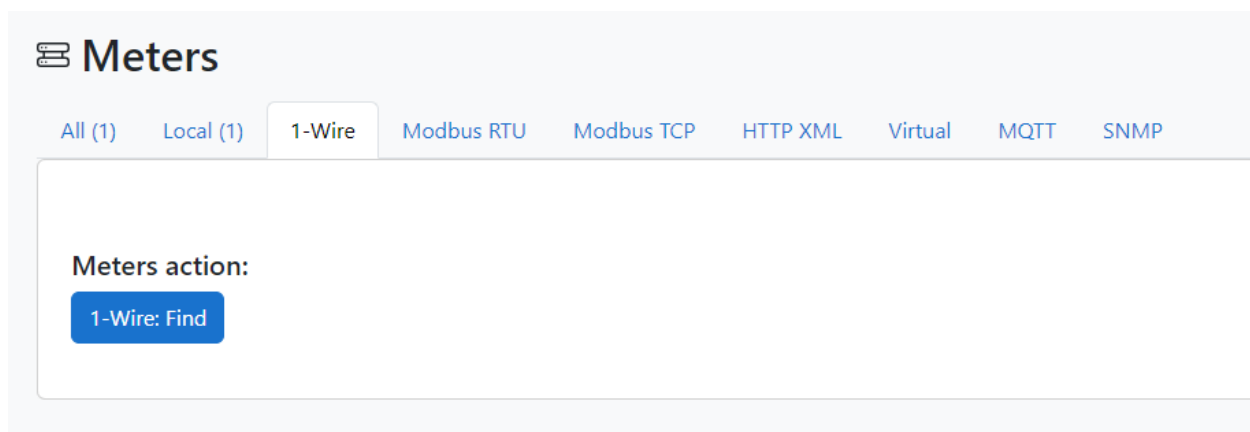 Meters
All (1) Local (1) 1-Wire Modbus RTU Modbus TCP HTTP XML Virtual MQTT SNMP
Meters action:
1-Wire: Find